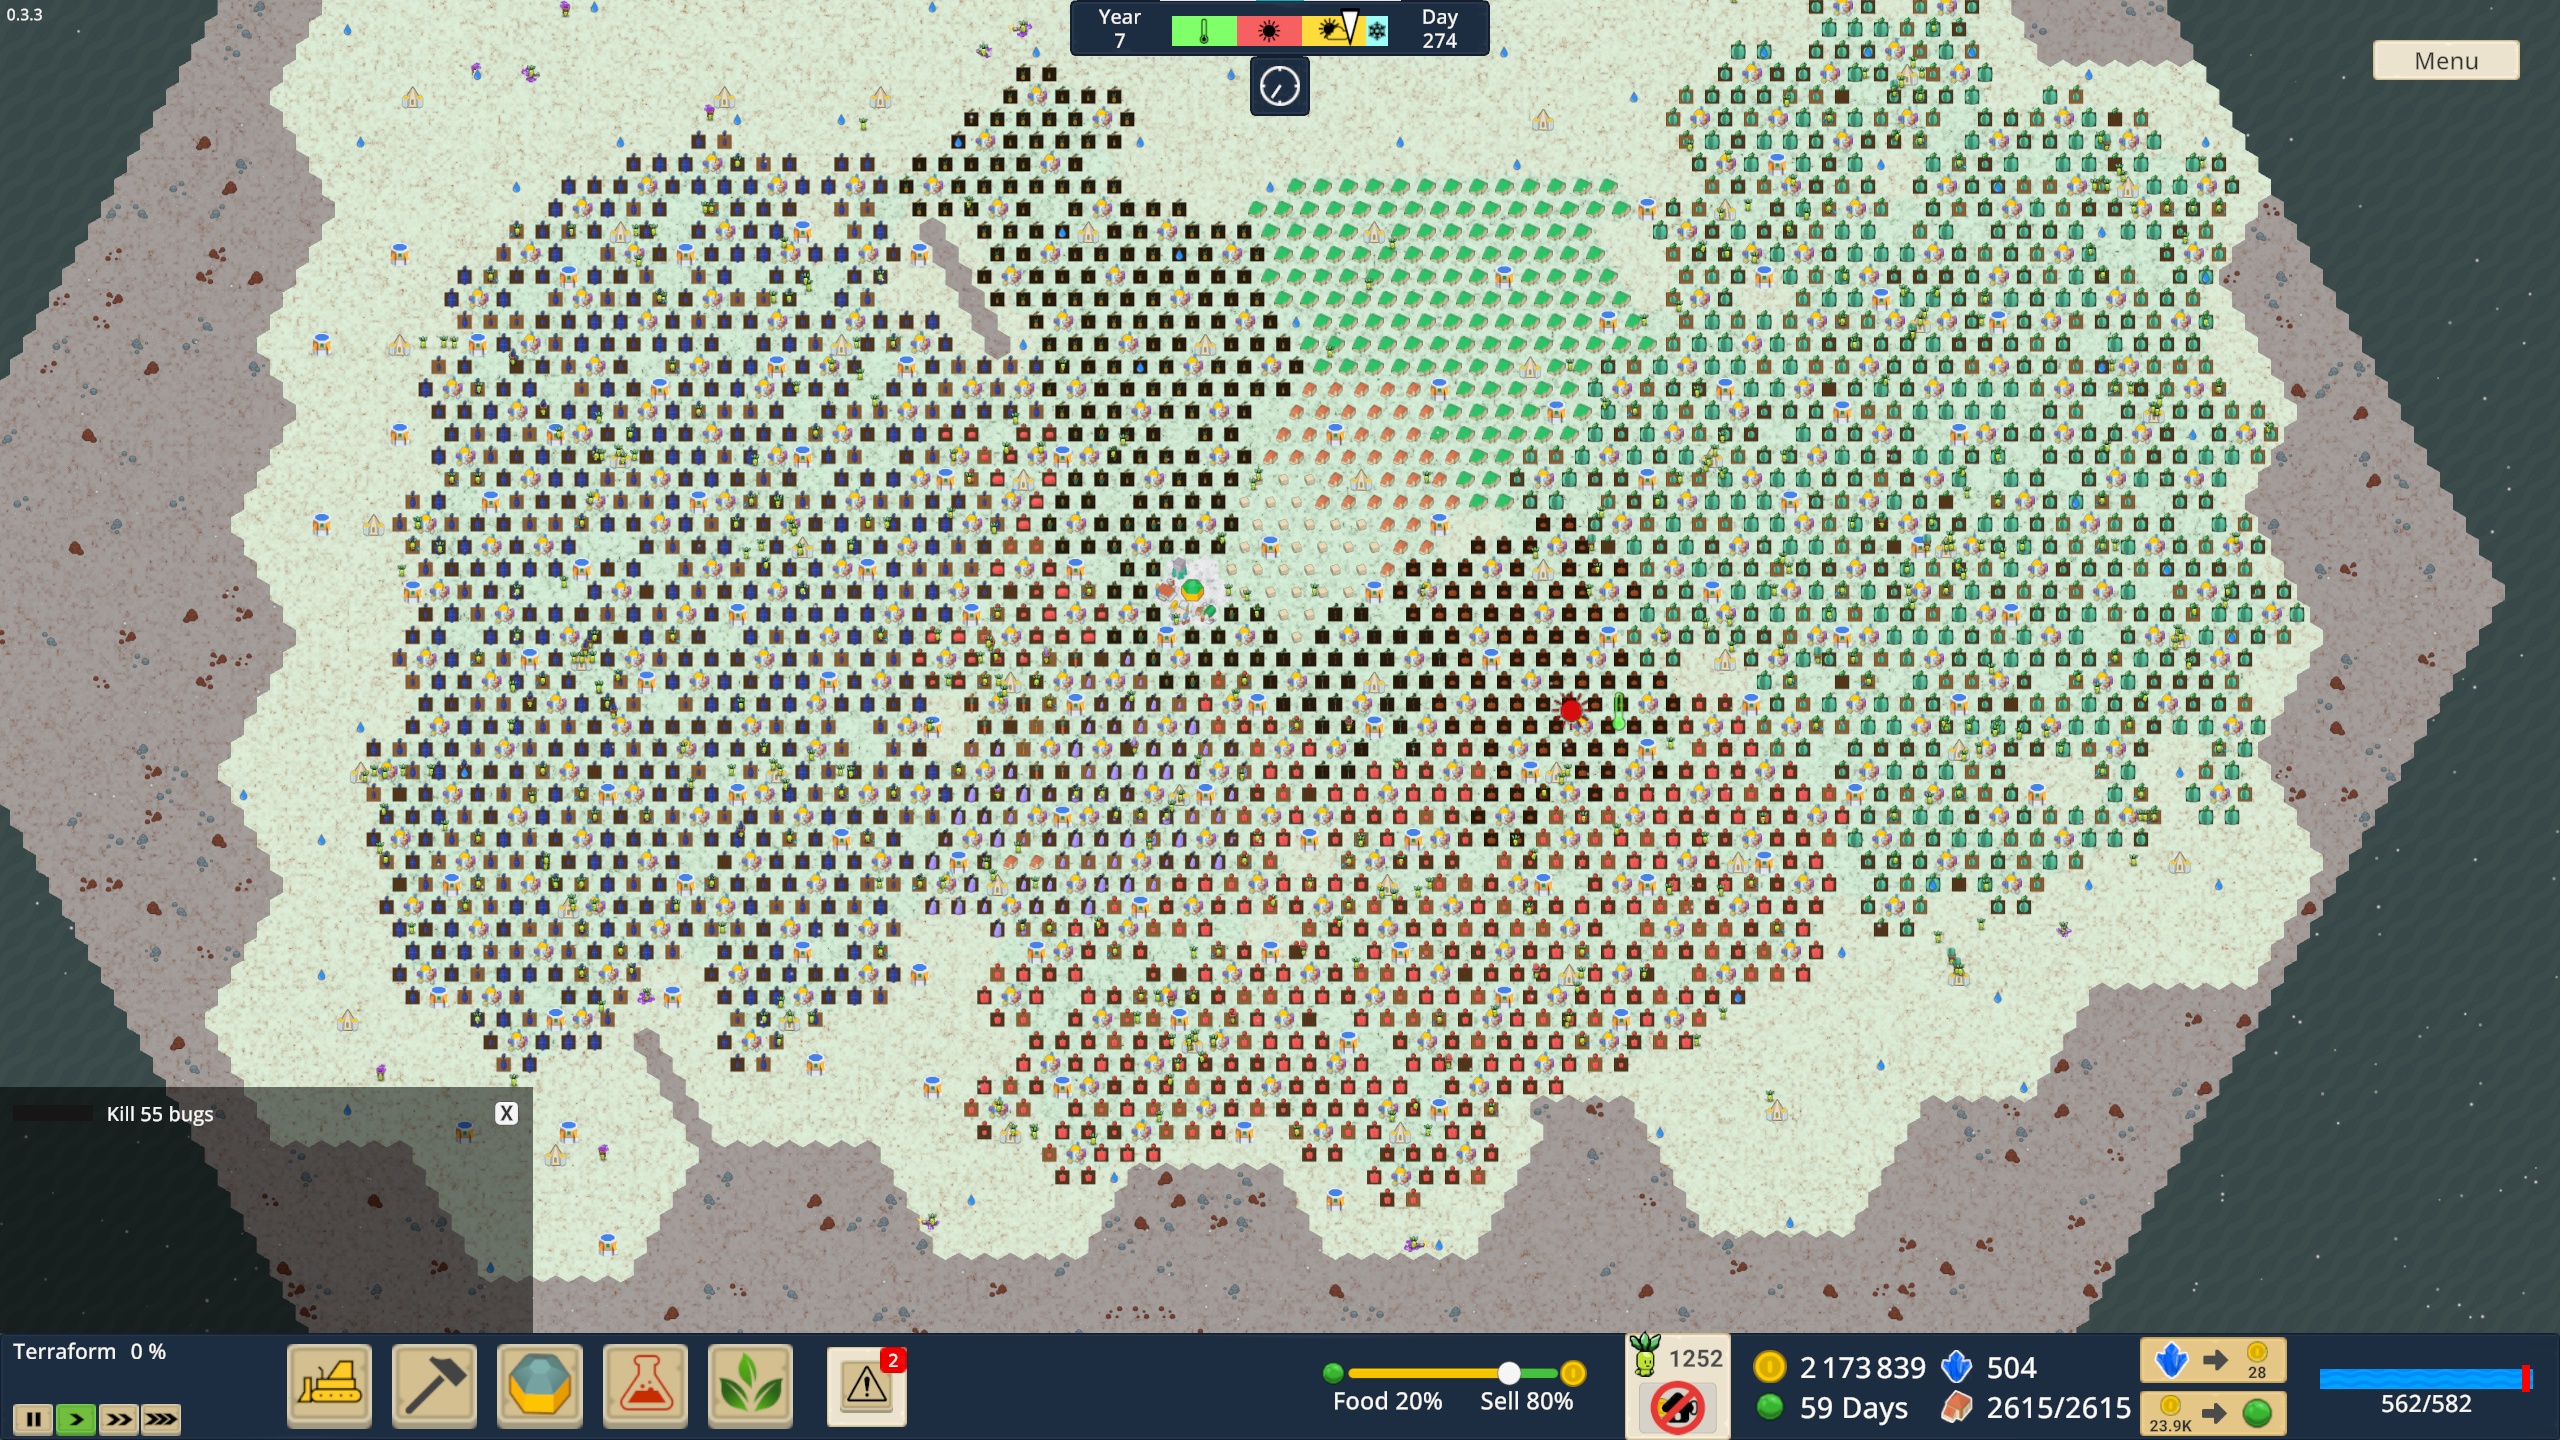 0.3.3
Year
7
Day
274
Menu
Kill 55 bugs
X
Terraform 0 %
2
Food 20%
Sell 80%
1252
2 173 839
504
59 Days
2615/2615
28
23.9K
562/582